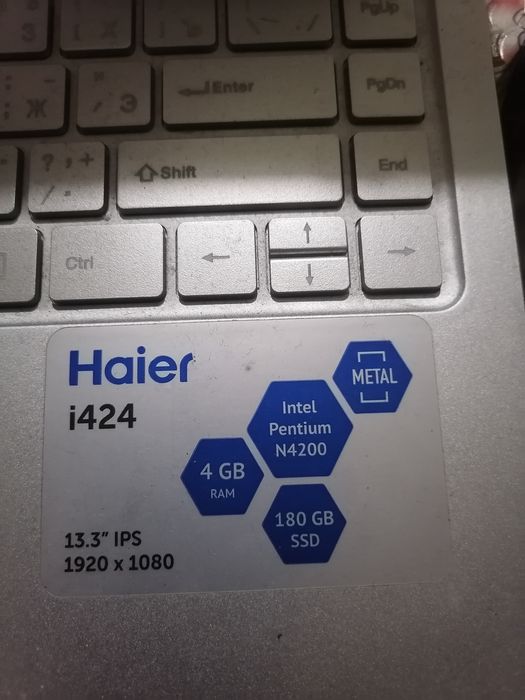 PgUp
З
Ж
Э
Enter
PgDn
? , +
/ .
Shift
End
Ctrl
← ↑ →
↓
Haier
i424
METAL
Intel
Pentium
N4200
4 GB
RAM
180 GB
SSD
13.3" IPS
1920 x 1080